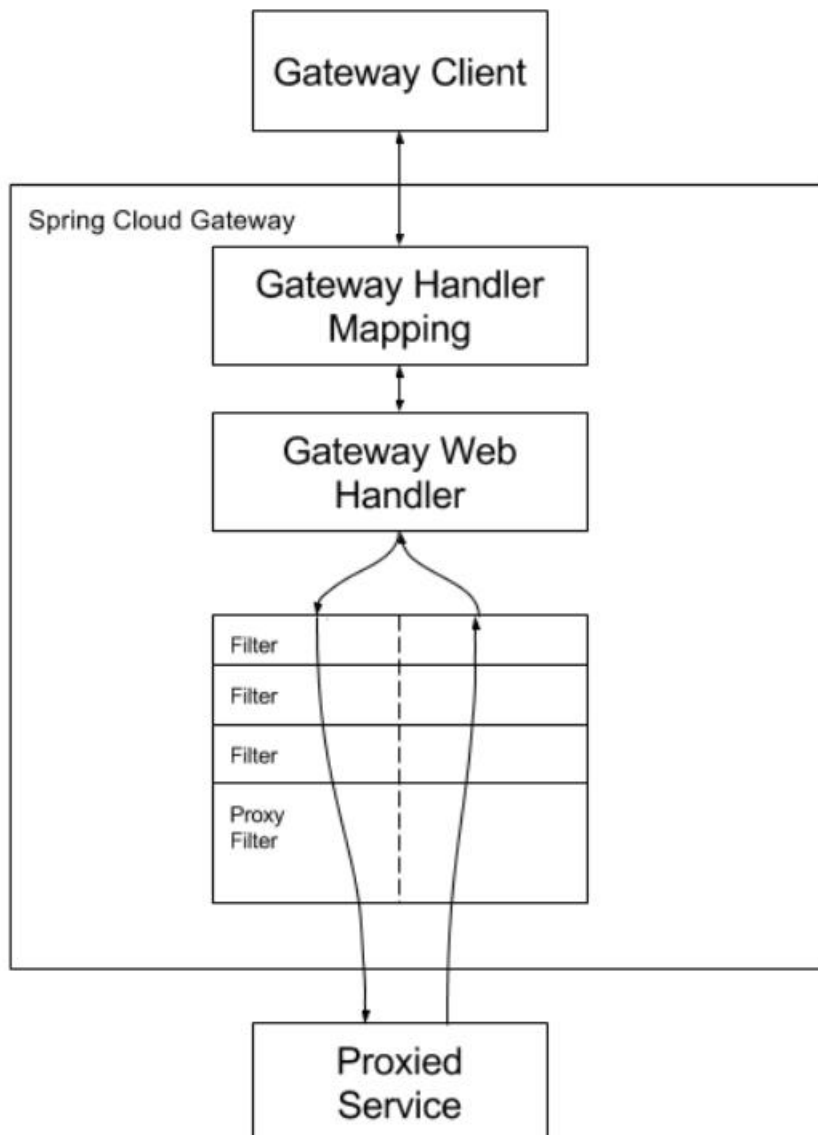 Gateway Client
Spring Cloud Gateway
Gateway Handler
Mapping
Gateway Web
Handler
Filter
Filter
Filter
Proxy
Filter
Proxied
Service